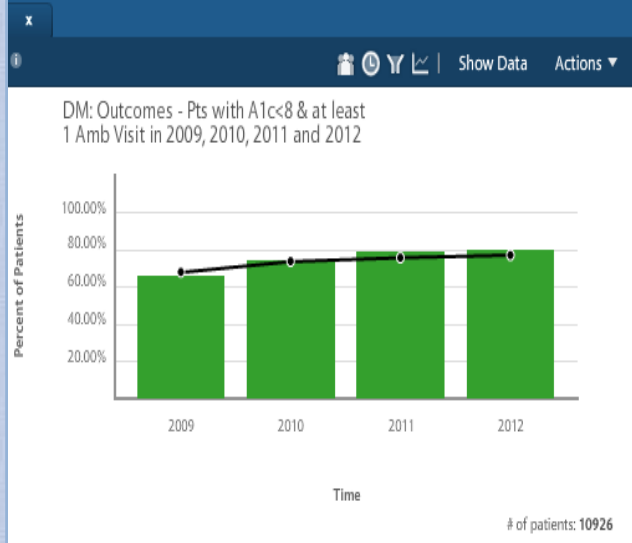 x
i
Show Data Actions ▼
DM: Outcomes - Pts with A1c<8 & at least
1 Amb Visit in 2009, 2010, 2011 and 2012
Percent of Patients
100.00%
80.00%
60.00%
40.00%
20.00%
2009 2010 2011 2012
Time
# of patients: 10926